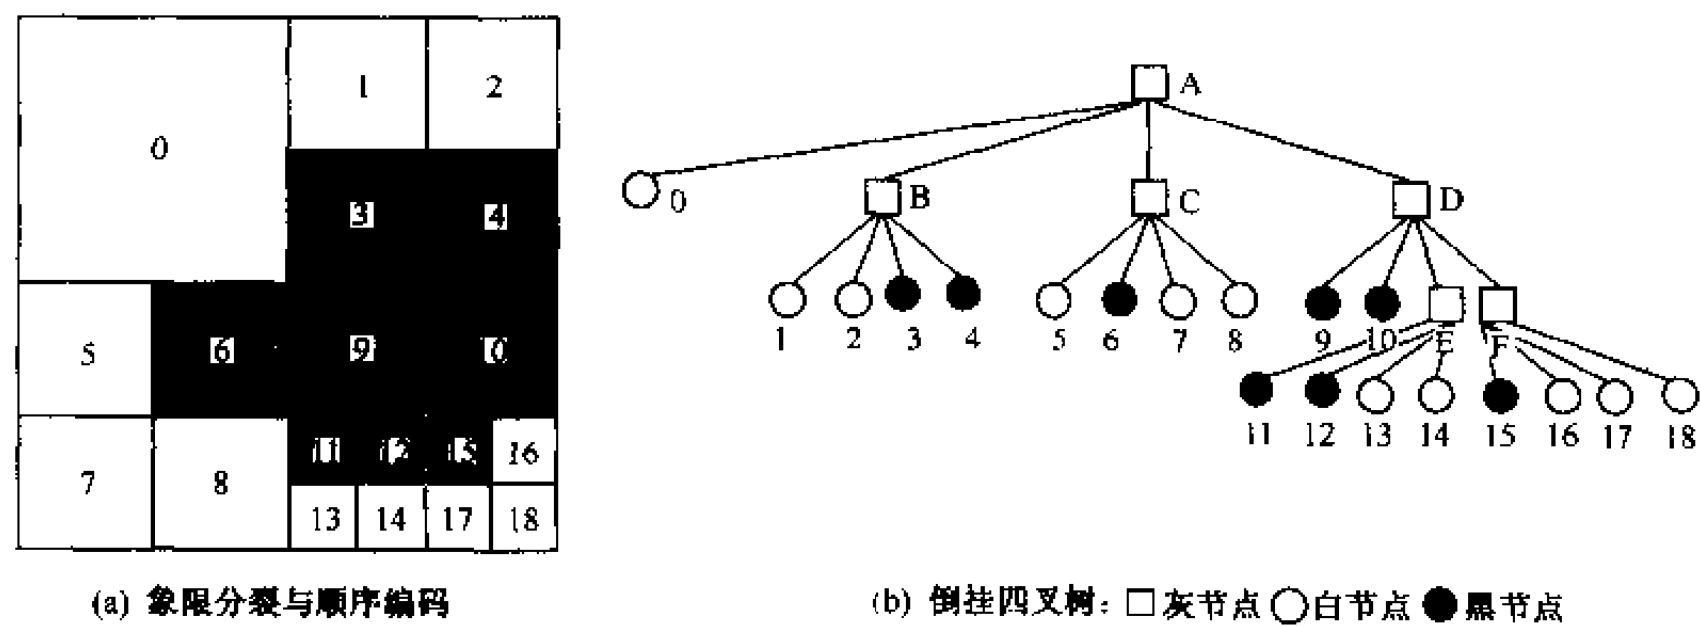 1 2
0
3 4
5 6 9 0
11 12 15 16
7 8
13 14 17 18
(a) 象限分裂与顺序编码
A
0 B C D
1 2 3 4 5 6 7 8 9 10 E F
11 12 13 14 15 16 17 18
(b) 倒挂四叉树：□灰节点○白节点●黑节点